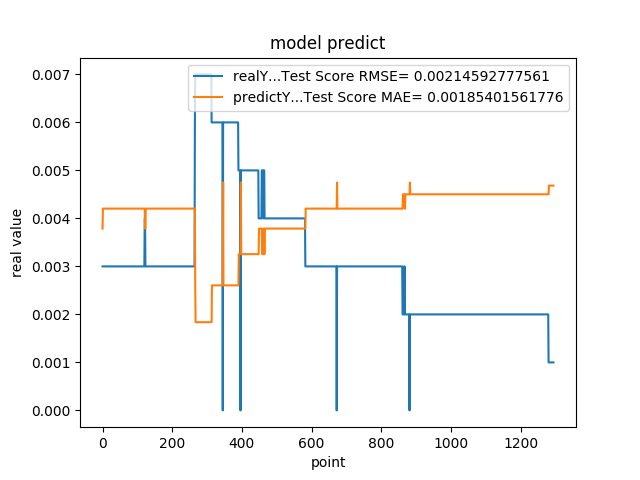 model predict
realY...Test Score RMSE= 0.00214592777561
predictY...Test Score MAE= 0.00185401561776
real value
0.007
0.006
0.005
0.004
0.003
0.002
0.001
0.000
0 200 400 600 800 1000 1200
point